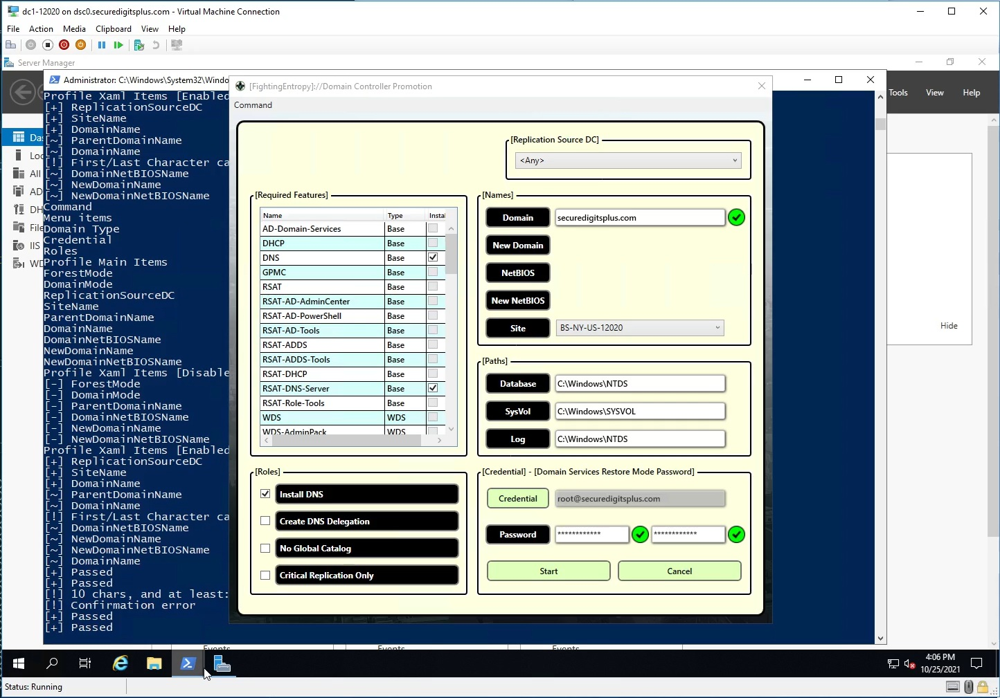 dc1-12020 on dsc0.securedigitsplus.com - Virtual Machine Connection
File Action Media Clipboard View Help
Server Manager
Administrator: C:\Windows\System32\Windo
[FightingEntropy]://Domain Controller Promotion
Command
Tools View Help
Das
Loc
All
AD
DH
File
IIS
WD
Profile Xaml Items [Enabled
[+] ReplicationSourceDC
[+] SiteName
[+] DomainName
[~] ParentDomainName
[~] DomainName
[!] First/Last Character ca
[~] DomainNetBIOSName
[~] NewDomainName
[~] NewDomainNetBIOSName
Command
Menu items
Domain Type
Credential
Roles
Profile Main Items
ForestMode
DomainMode
ReplicationSourceDC
SiteName
ParentDomainName
DomainName
DomainNetBIOSName
NewDomainName
NewDomainNetBIOSName
Profile Xaml Items [Disable
[-] ForestMode
[-] DomainMode
[-] ParentDomainName
[-] DomainNetBIOSName
[-] NewDomainName
[-] NewDomainNetBIOSName
Profile Xaml Items [Enabled
[+] ReplicationSourceDC
[+] SiteName
[+] DomainName
[~] ParentDomainName
[~] DomainName
[!] First/Last Character ca
[~] DomainNetBIOSName
[~] NewDomainName
[~] NewDomainNetBIOSName
[~] DomainName
[+] Passed
[+] Passed
[!] 10 chars, and at least:
[!] Confirmation error
[+] Passed
[+] Passed
[Replication Source DC]
<Any>
[Required Features]
Name Type Instal
AD-Domain-Services Base
DHCP Base
DNS Base
GPMC Base
RSAT Base
RSAT-AD-AdminCenter Base
RSAT-AD-PowerShell Base
RSAT-AD-Tools Base
RSAT-ADDS Base
RSAT-ADDS-Tools Base
RSAT-DHCP Base
RSAT-DNS-Server Base
RSAT-Role-Tools Base
WDS WDS
WDS-AdminPack WDS
[Names]
Domain securedigitsplus.com
New Domain
NetBIOS
New NetBIOS
Site BS-NY-US-12020
[Paths]
Database C:\Windows\NTDS
SysVol C:\Windows\SYSVOL
Log C:\Windows\NTDS
[Roles]
Install DNS
Create DNS Delegation
No Global Catalog
Critical Replication Only
[Credential] - [Domain Services Restore Mode Password]
Credential root@securedigitsplus.com
Password ************ ************
Start Cancel
Hide
Events Events Events
4:06 PM
10/25/2021
Status: Running